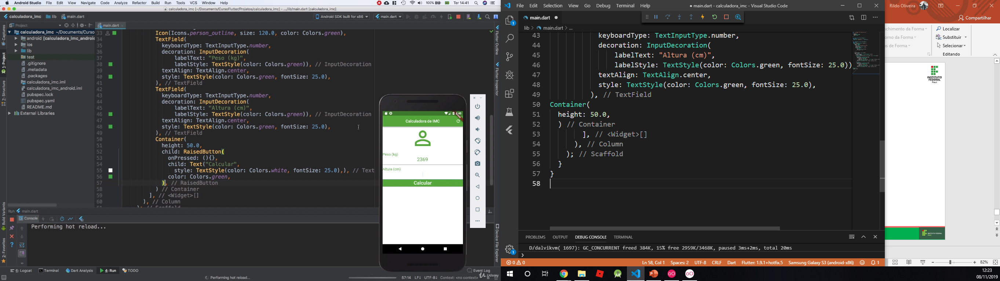 Android Studio File Edit View Navigate Code Analyze Refactor Build Run Tools VCS Window Help 100% Ter 14:41
calculadora_imc [~/Documents/CursoFlutter/Projetos/calculadora_imc] - .../lib/main.dart [calculadora_imc]
calculadora_imc lib main.dart Android SDK built for x86 main.dart
Project main.dart
Captures
1: Project
Z: Structure
Build Variants
2: Favorites
calculadora_imc ~/Documents/Curso
android [calculadora_imc_android
ios
lib
test
.gitignore
.metadata
.packages
calculadora_imc.iml
calculadora_imc_android.iml
pubspec.lock
pubspec.yaml
README.md
External Libraries
33 Icon(Icons.person_outline, size: 120.0, color: Colors.green),
34 TextField(
35 keyboardType: TextInputType.number,
36 decoration: InputDecoration(
37 labelText: "Peso (kg)",
38 labelStyle: TextStyle(color: Colors.green)), // InputDecoration
39 textAlign: TextAlign.center,
40 style: TextStyle(color: Colors.green, fontSize: 25.0),
41 ), // TextField
42 TextField(
43 keyboardType: TextInputType.number,
44 decoration: InputDecoration(
45 labelText: "Altura (cm)",
46 labelStyle: TextStyle(color: Colors.green)), // InputDecoration
47 textAlign: TextAlign.center,
48 style: TextStyle(color: Colors.green, fontSize: 25.0),
49 ), // TextField
50 Container(
51 height: 50.0,
52 child: RaisedButton(
53 onPressed: (){},
54 child: Text("Calcular",
55 style: TextStyle(color: Colors.white, fontSize: 25.0),), // Text
56 color: Colors.green,
57 ), // RaisedButton
58 ) // Container
59 ], // <Widget>[]
60 ), // Column
61 ); // Scaffold
Flutter Outline
Flutter Inspector
Device File Explorer
Calculadora de IMC
Peso (kg)
2369
Altura (cm)
Calcular
Run main.dart
Console
Performing hot reload...
6: Logcat Terminal Dart Analysis 4: Run TODO Event Log
Performing hot reload... 57:14 LF UTF-8 Context: <no context>
Udemy
File Edit Selection View Go Debug Terminal Help ● main.dart - calculadora_imc - Visual Studio Code
main.dart ●
lib > main.dart > ...
43 keyboardType: TextInputType.number,
44 decoration: InputDecoration(
45 labelText: "Altura (cm)",
46 labelStyle: TextStyle(color: Colors.green, fontSize: 25.0))
47 textAlign: TextAlign.center,
48 style: TextStyle(color: Colors.green, fontSize: 25.0),
49 ), // TextField
50 Container(
51 height: 50.0,
52 ) // Container
53 ], // <Widget>[]
54 ), // Column
55 ); // Scaffold
56 }
57 }
58
PROBLEMS OUTPUT DEBUG CONSOLE TERMINAL
D/dalvikvm( 1697): GC_CONCURRENT freed 384K, 15% free 2959K/3468K, paused 3ms+2ms, total 20ms
0 0 Ln 58, Col 1 Spaces: 2 UTF-8 CRLF Dart Flutter: 1.9.1+hotfix.5 Samsung Galaxy S3 (android-x86) 1
Rildo Oliveira
Compartilhar
chimento da Forma Localizar
orno da Forma Substituir
s de Forma Selecionar
Editando
INSTITUTO
FEDERAL
Piauí
INSTITUTO FEDERAL
82%
12:23
08/11/2019